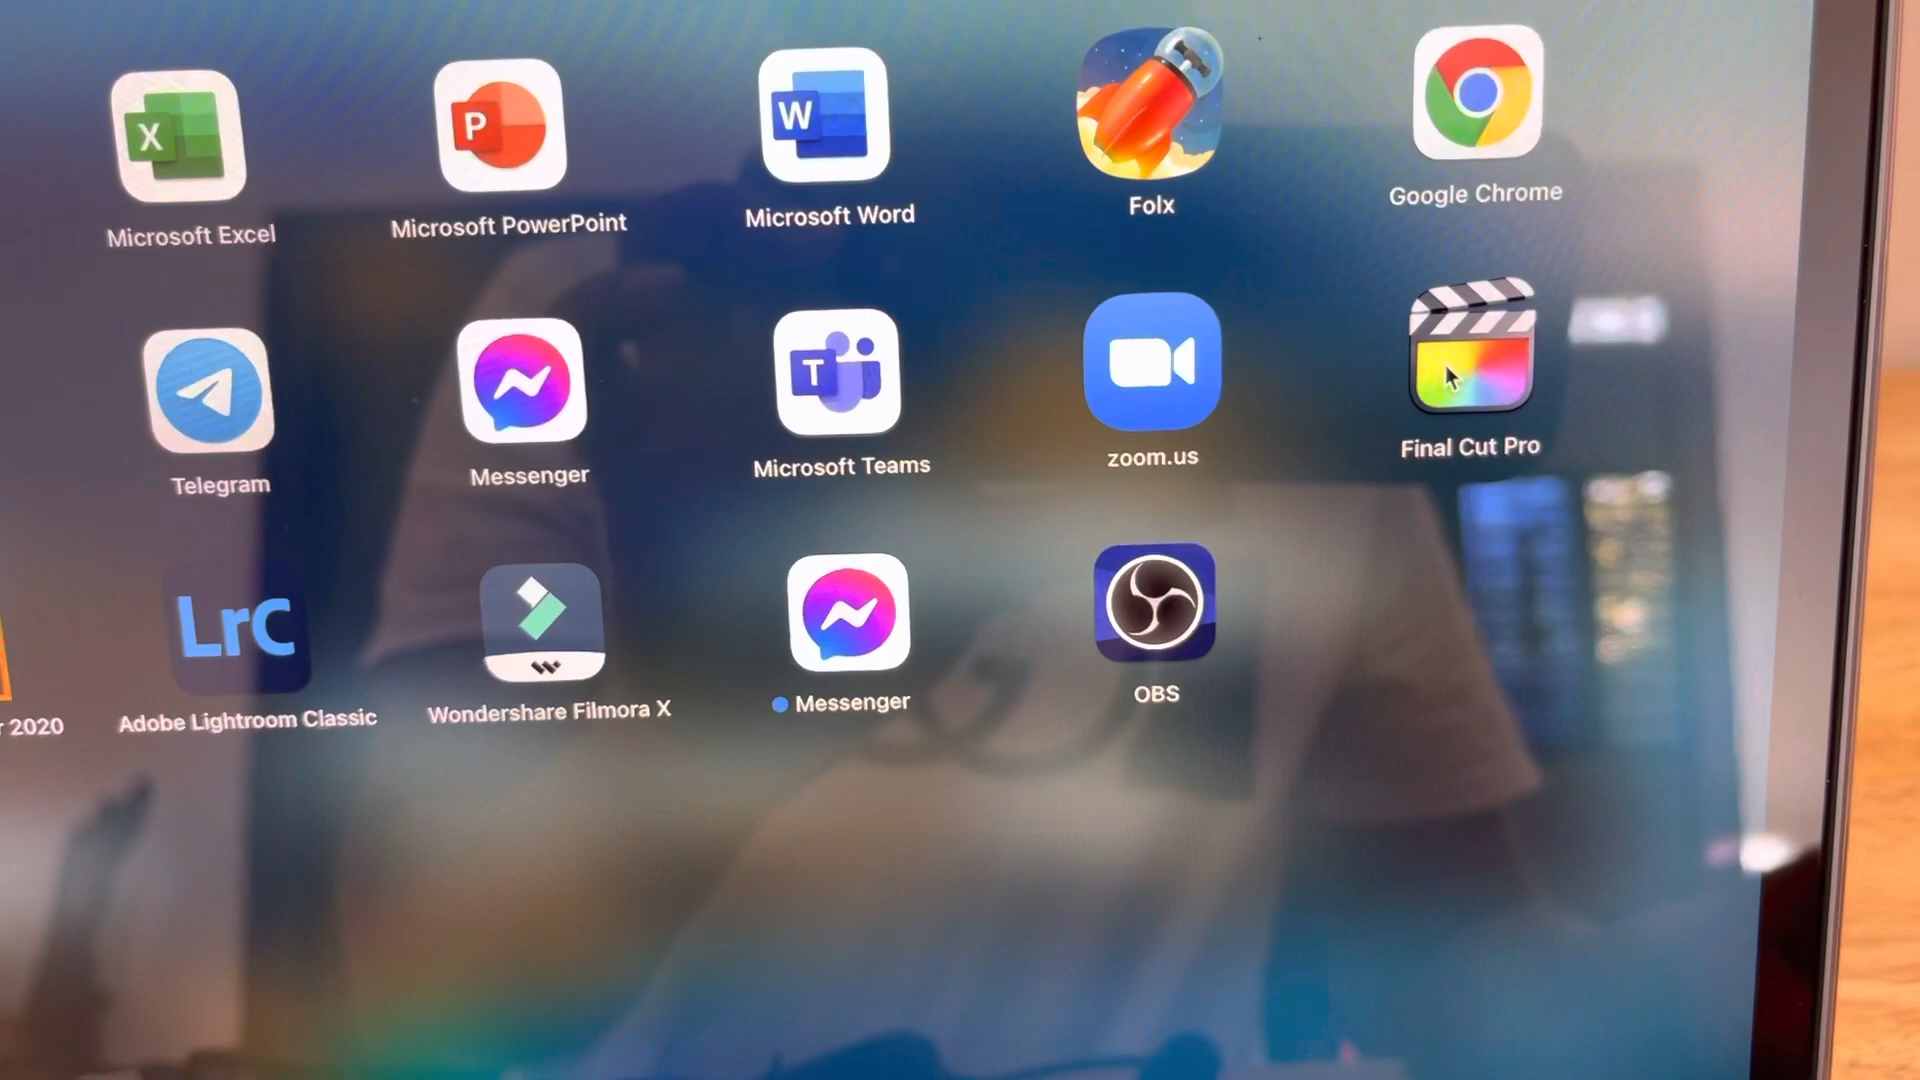 X
P
W
Microsoft Excel
Microsoft PowerPoint
Microsoft Word
Folx
Google Chrome
T
Telegram
Messenger
Microsoft Teams
zoom.us
Final Cut Pro
LrC
2020
Adobe Lightroom Classic
Wondershare Filmora X
Messenger
OBS